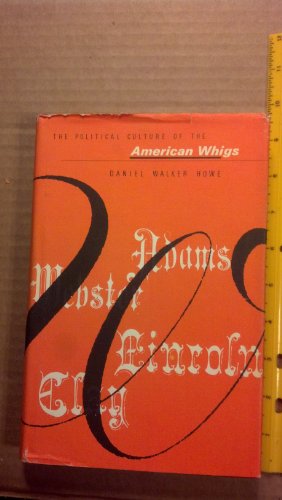 THE POLITICAL CULTURE OF THE
American Whigs
DANIEL WALKER HOWE
Adams
Webster
Lincoln
Clay